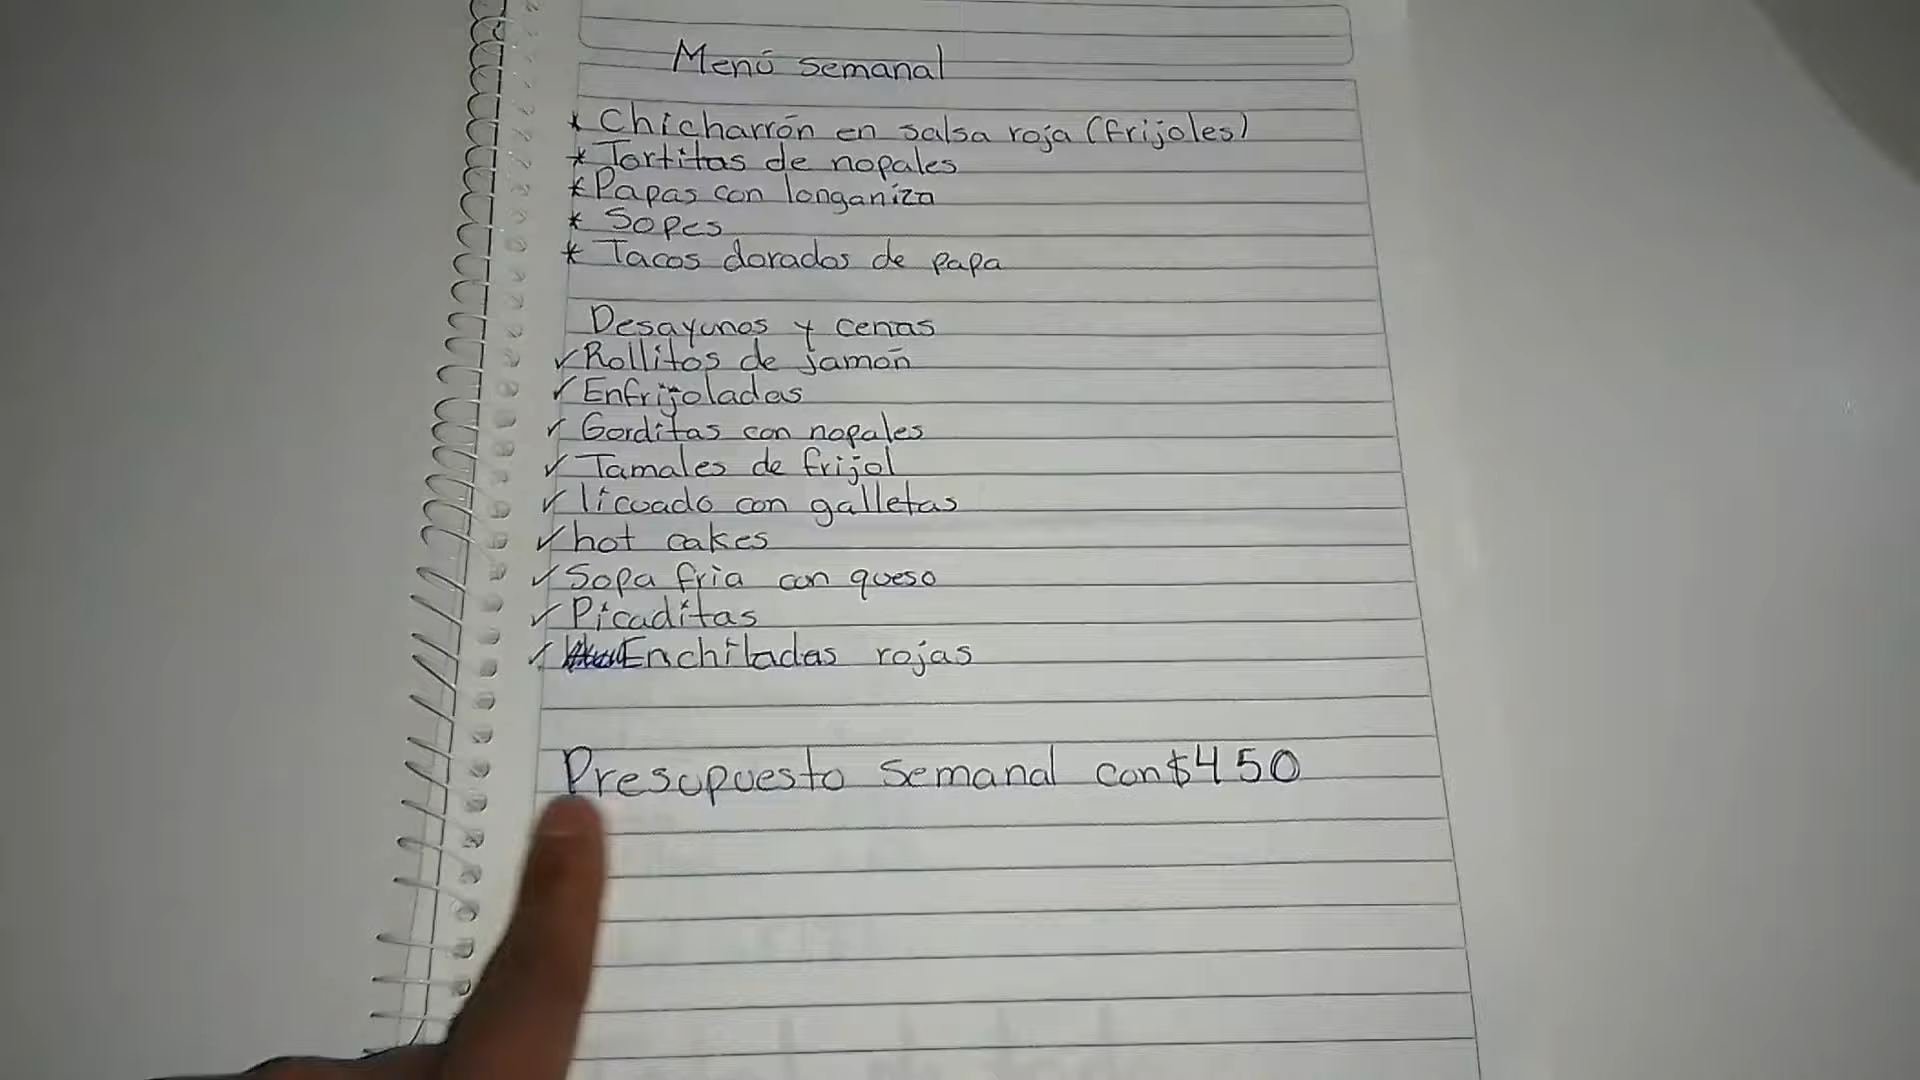 Menú semanal
* Chicharrón en salsa roja (frijoles)
* Tortitas de nopales
* Papas con longaniza
* Sopes
* Tacos dorados de papa
Desayunos y cenas
✓ Rollitos de jamón
✓ Enfrijoladas
✓ Gorditas con nopales
✓ Tamales de frijol
✓ licuado con galletas
✓ hot cakes
✓ Sopa fria con queso
✓ Picaditas
✓ Enchiladas rojas
Presupuesto semanal con $450